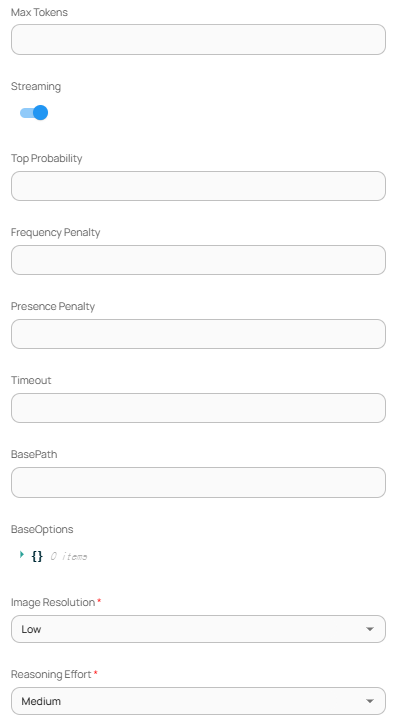 Max Tokens
Streaming
Top Probability
Frequency Penalty
Presence Penalty
Timeout
BasePath
BaseOptions
{} 0 items
Image Resolution *
Low
Reasoning Effort *
Medium